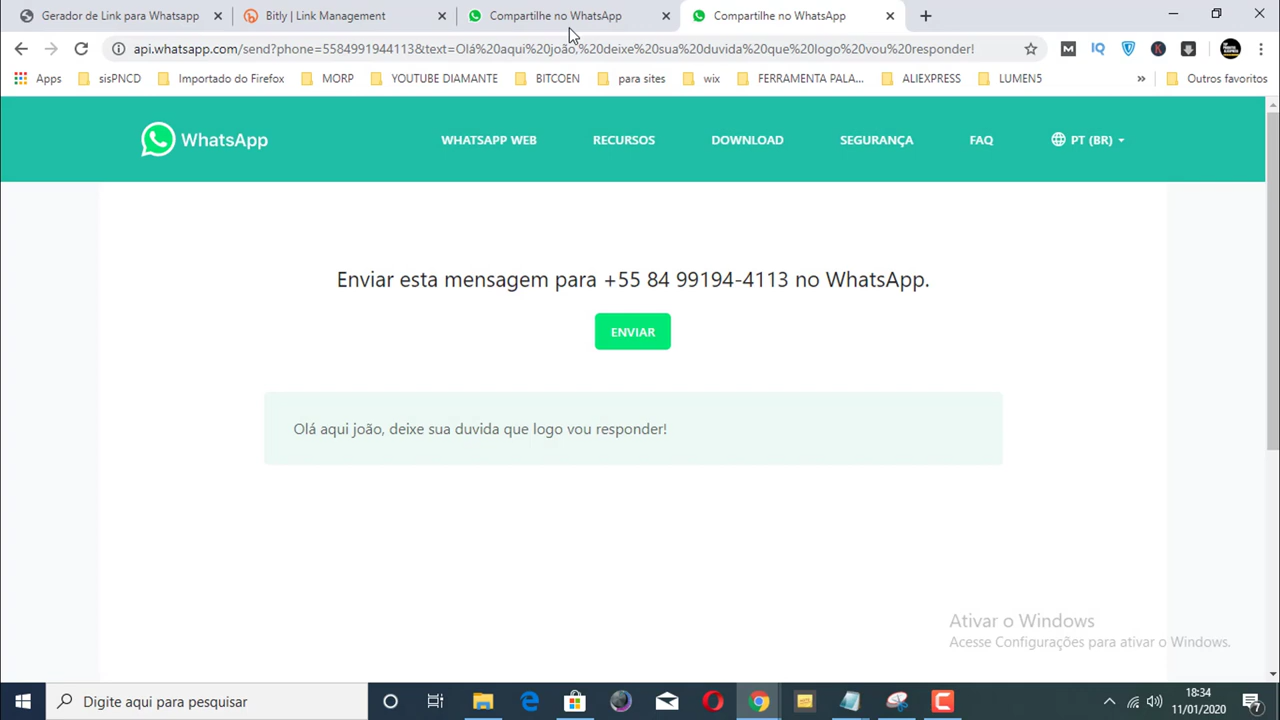 Gerador de Link para Whatsapp
Bitly | Link Management
Compartilhe no WhatsApp
Compartilhe no WhatsApp
api.whatsapp.com/send?phone=5584991944113&text=Olá%20aqui%20joão,%20deixe%20sua%20duvida%20que%20logo%20vou%20responder!
Apps sisPNCD Importado do Firefox MORP YOUTUBE DIAMANTE BITCOEN para sites wix FERRAMENTA PALA... ALIEXPRESS LUMEN5 » Outros favoritos
WhatsApp WHATSAPP WEB RECURSOS DOWNLOAD SEGURANÇA FAQ PT (BR)
Enviar esta mensagem para +55 84 99194-4113 no WhatsApp.
ENVIAR
Olá aqui joão, deixe sua duvida que logo vou responder!
Ativar o Windows
Acesse Configurações para ativar o Windows.
Digite aqui para pesquisar
18:34
11/01/2020
7